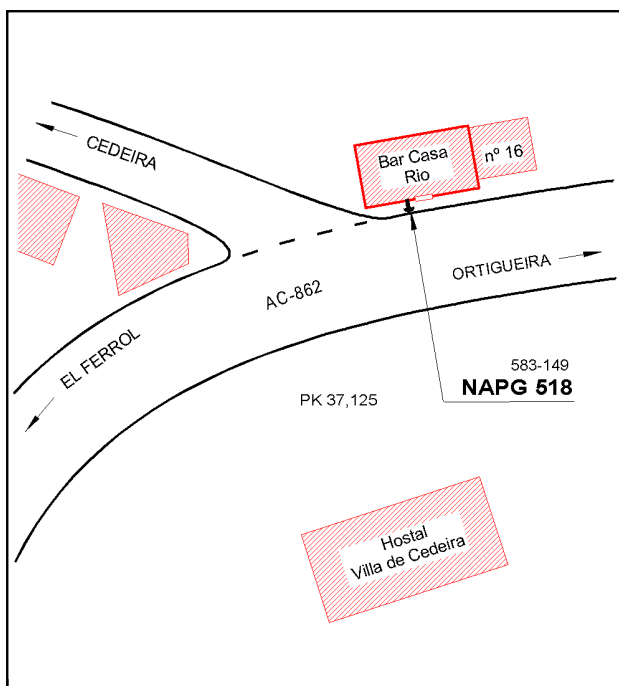 CEDEIRA
Bar Casa
Rio
nº 16
ORTIGUEIRA
AC-862
EL FERROL
583-149
NAPG 518
PK 37,125
Hostal
Villa de Cedeira